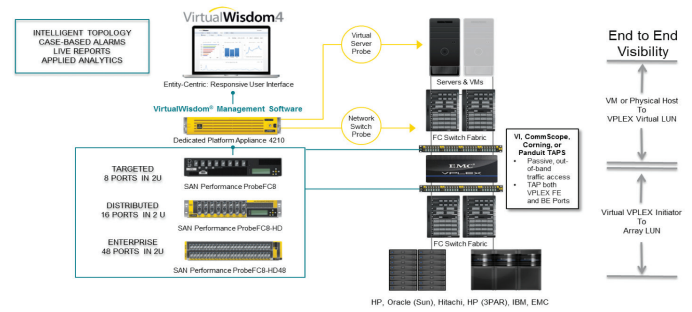 INTELLIGENT TOPOLOGY
CASE-BASED ALARMS
LIVE REPORTS
APPLIED ANALYTICS
VirtualWisdom4
Entity-Centric: Responsive User Interface
VirtualWisdom® Management Software
Dedicated Platform Appliance 4210
Virtual
Server
Probe
Network
Switch
Probe
TARGETED
8 PORTS IN 2U
SAN Performance ProbeFC8
DISTRIBUTED
16 PORTS IN 2 U
SAN Performance ProbeFC8-HD
ENTERPRISE
48 PORTS IN 2U
SAN Performance ProbeFC8-HD48
Servers & VMs
FC Switch Fabric
EMC
VPLEX
FC Switch Fabric
HP, Oracle (Sun), Hitachi, HP (3PAR), IBM, EMC
VI, CommScope,
Corning, or
Panduit TAPS
• Passive, out-
of-band
traffic access
• TAP both
VPLEX FE
and BE Ports
End to End
Visibility
VM or Physical Host
To
VPLEX Virtual LUN
Virtual VPLEX Initiator
To
Array LUN